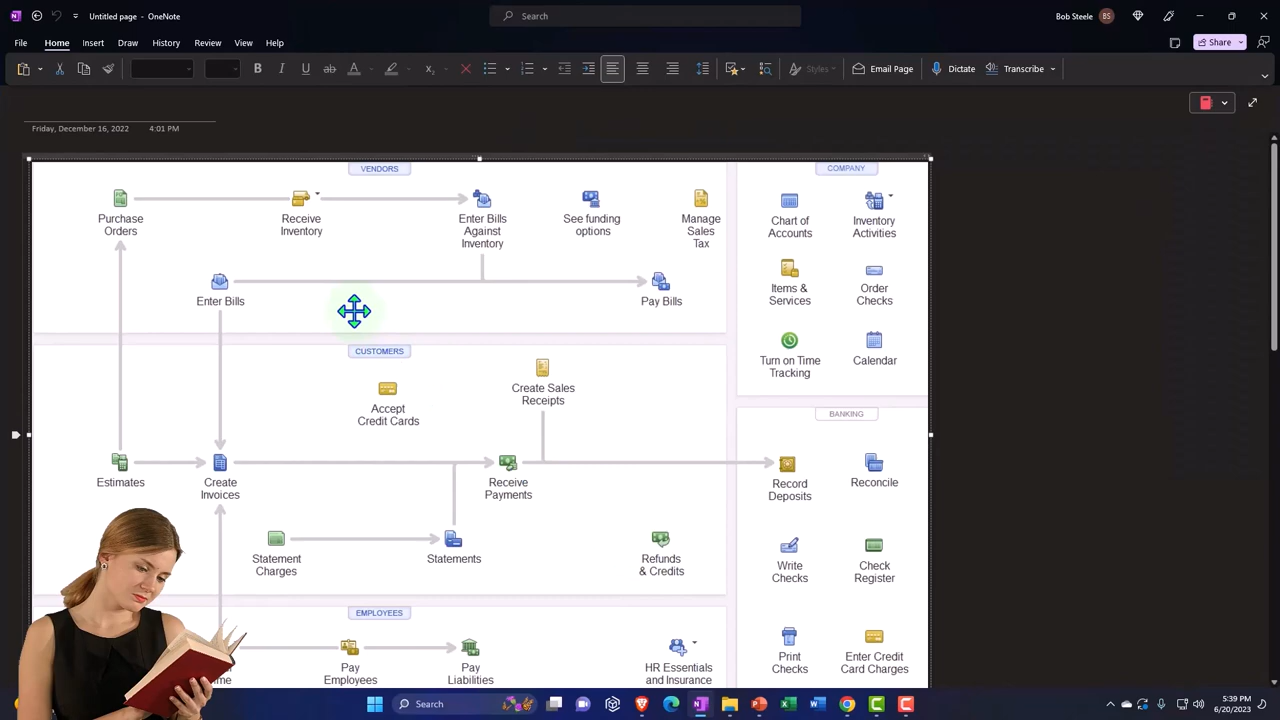 Untitled page - OneNote
Search
Bob Steele
BS
File
Home
Insert
Draw
History
Review
View
Help
Styles
Email Page
Dictate
Transcribe
Share
Friday, December 16, 2022
4:01 PM
VENDORS
Purchase
Orders
Receive
Inventory
Enter Bills
Against
Inventory
See funding
options
Manage
Sales
Tax
Enter Bills
Pay Bills
CUSTOMERS
Accept
Credit Cards
Create Sales
Receipts
Estimates
Create
Invoices
Receive
Payments
Statement
Charges
Statements
Refunds
& Credits
EMPLOYEES
Pay
Employees
Pay
Liabilities
HR Essentials
and Insurance
COMPANY
Chart of
Accounts
Inventory
Activities
Items &
Services
Order
Checks
Turn on Time
Tracking
Calendar
BANKING
Record
Deposits
Reconcile
Write
Checks
Check
Register
Print
Checks
Enter Credit
Card Charges
Search
5:39 PM
6/20/2023